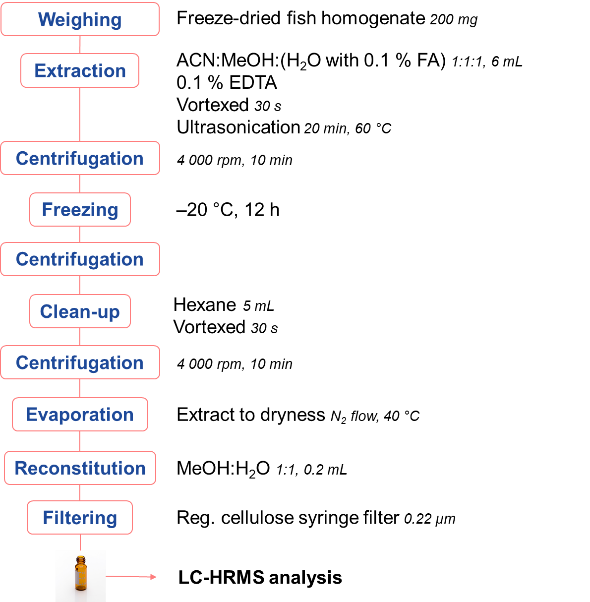 Weighing Freeze-dried fish homogenate 200 mg
Extraction ACN:MeOH:(H₂O with 0.1 % FA) 1:1:1, 6 mL
0.1 % EDTA
Vortexed 30 s
Ultrasonication 20 min, 60 °C
Centrifugation 4 000 rpm, 10 min
Freezing –20 °C, 12 h
Centrifugation
Clean-up Hexane 5 mL
Vortexed 30 s
Centrifugation 4 000 rpm, 10 min
Evaporation Extract to dryness N₂ flow, 40 °C
Reconstitution MeOH:H₂O 1:1, 0.2 mL
Filtering Reg. cellulose syringe filter 0.22 µm
LC-HRMS analysis